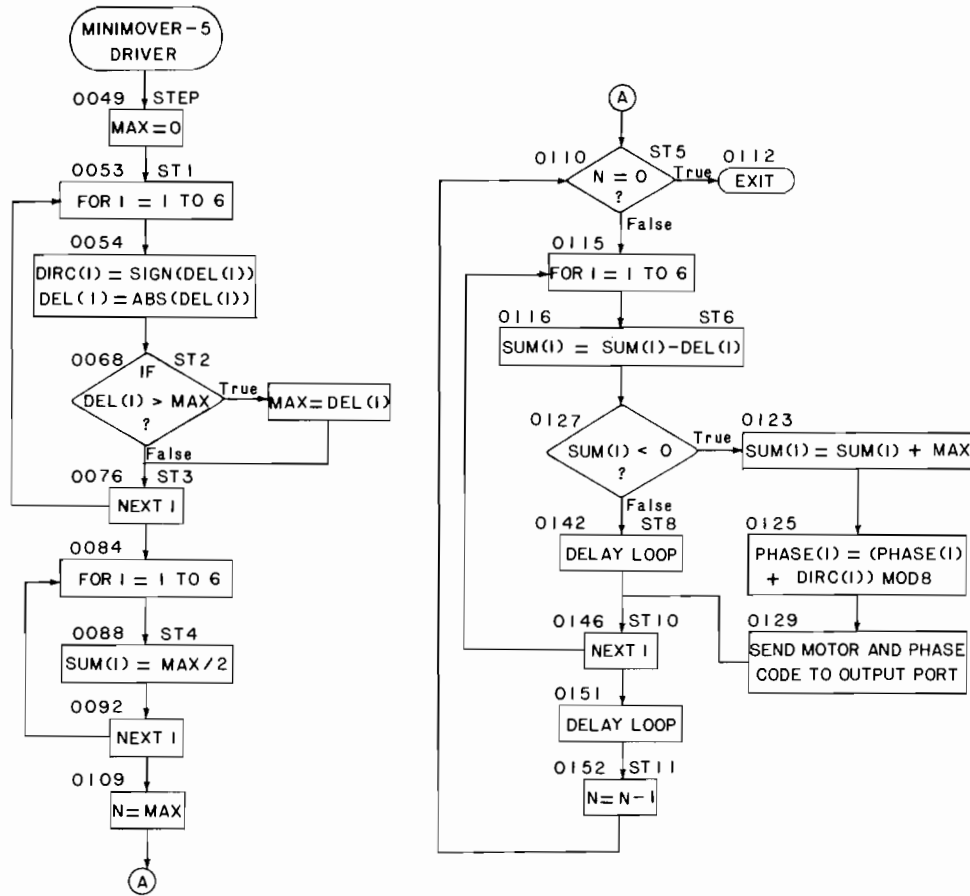 MINIMOVER-5
DRIVER
0049 STEP
MAX=0
0053 ST1
FOR I = 1 TO 6
0054
DIRC(I) = SIGN(DEL(I))
DEL(I) = ABS(DEL(I))
0068 ST2
IF
DEL(I) > MAX
?
True
MAX=DEL(I)
False
0076 ST3
NEXT I
0084
FOR I = 1 TO 6
0088 ST4
SUM(I) = MAX/2
0092
NEXT I
0109
N=MAX
A
A
0110 ST5
N = 0
?
True
0112
EXIT
False
0115
FOR I = 1 TO 6
0116 ST6
SUM(I) = SUM(I)-DEL(I)
0127
SUM(I) < 0
?
True
0123
SUM(I) = SUM(I) + MAX
0125
PHASE(I) = (PHASE(I)
+ DIRC(I)) MOD8
0129
SEND MOTOR AND PHASE
CODE TO OUTPUT PORT
False
0142 ST8
DELAY LOOP
0146 ST10
NEXT I
0151
DELAY LOOP
0152 ST11
N=N-1